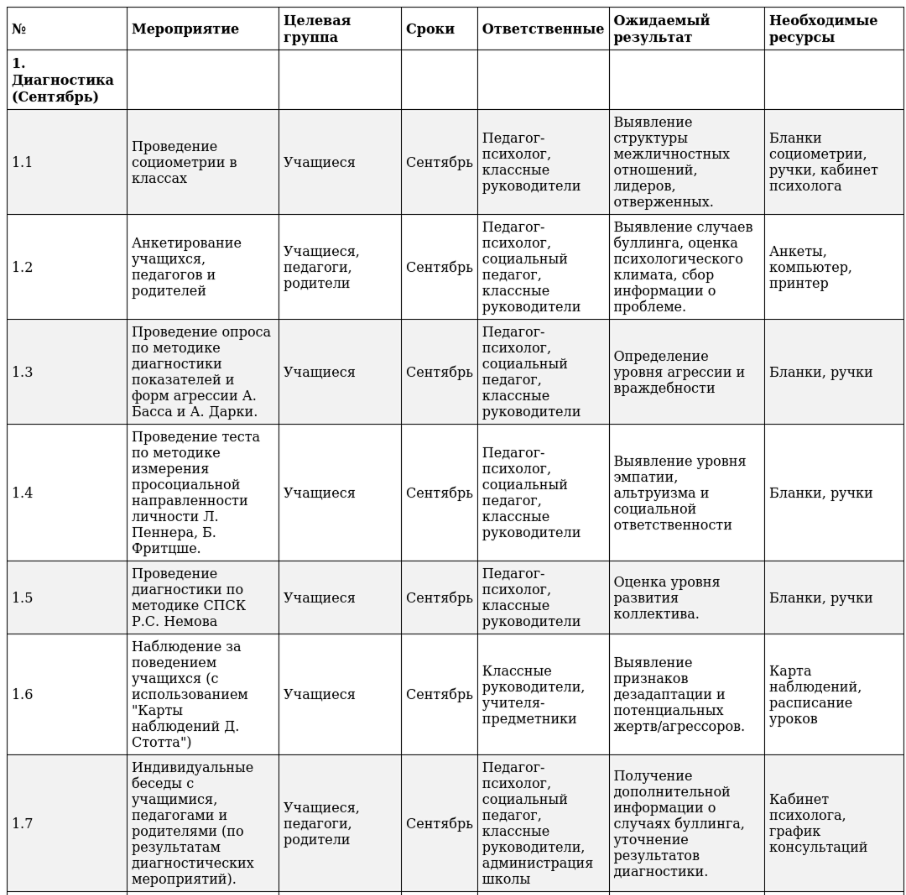 №
Мероприятие
Целевая
группа
Сроки
Ответственные
Ожидаемый
результат
Необходимые
ресурсы
1.
Диагностика
(Сентябрь)
1.1
Проведение
социометрии в
классах
Учащиеся
Сентябрь
Педагог-
психолог,
классные
руководители
Выявление
структуры
межличностных
отношений,
лидеров,
отверженных.
Бланки
социометрии,
ручки, кабинет
психолога
1.2
Анкетирование
учащихся,
педагогов и
родителей
Учащиеся,
педагоги,
родители
Сентябрь
Педагог-
психолог,
социальный
педагог,
классные
руководители
Выявление случаев
буллинга, оценка
психологического
климата, сбор
информации о
проблеме.
Анкеты,
компьютер,
принтер
1.3
Проведение опроса
по методике
диагностики
показателей и
форм агрессии А.
Басса и А. Дарки.
Учащиеся
Сентябрь
Педагог-
психолог,
социальный
педагог,
классные
руководители
Определение
уровня агрессии и
враждебности
Бланки, ручки
1.4
Проведение теста
по методике
измерения
просоциальной
направленности
личности Л.
Пеннера, Б.
Фритцше.
Учащиеся
Сентябрь
Педагог-
психолог,
социальный
педагог,
классные
руководители
Выявление уровня
эмпатии,
альтруизма и
социальной
ответственности
Бланки, ручки
1.5
Проведение
диагностики по
методике СПСК
Р.С. Немова
Учащиеся
Сентябрь
Педагог-
психолог,
классные
руководители
Оценка уровня
развития
коллектива.
Бланки, ручки
1.6
Наблюдение за
поведением
учащихся (с
использованием
"Карты
наблюдений Д.
Стотта")
Учащиеся
Сентябрь
Классные
руководители,
учителя-
предметники
Выявление
признаков
дезадаптации и
потенциальных
жертв/агрессоров.
Карта
наблюдений,
расписание
уроков
1.7
Индивидуальные
беседы с
учащимися,
педагогами и
родителями (по
результатам
диагностических
мероприятий).
Учащиеся,
педагоги,
родители
Сентябрь
Педагог-
психолог,
социальный
педагог,
классные
руководители,
администрация
школы
Получение
дополнительной
информации о
случаях буллинга,
уточнение
результатов
диагностики.
Кабинет
психолога,
график
консультаций